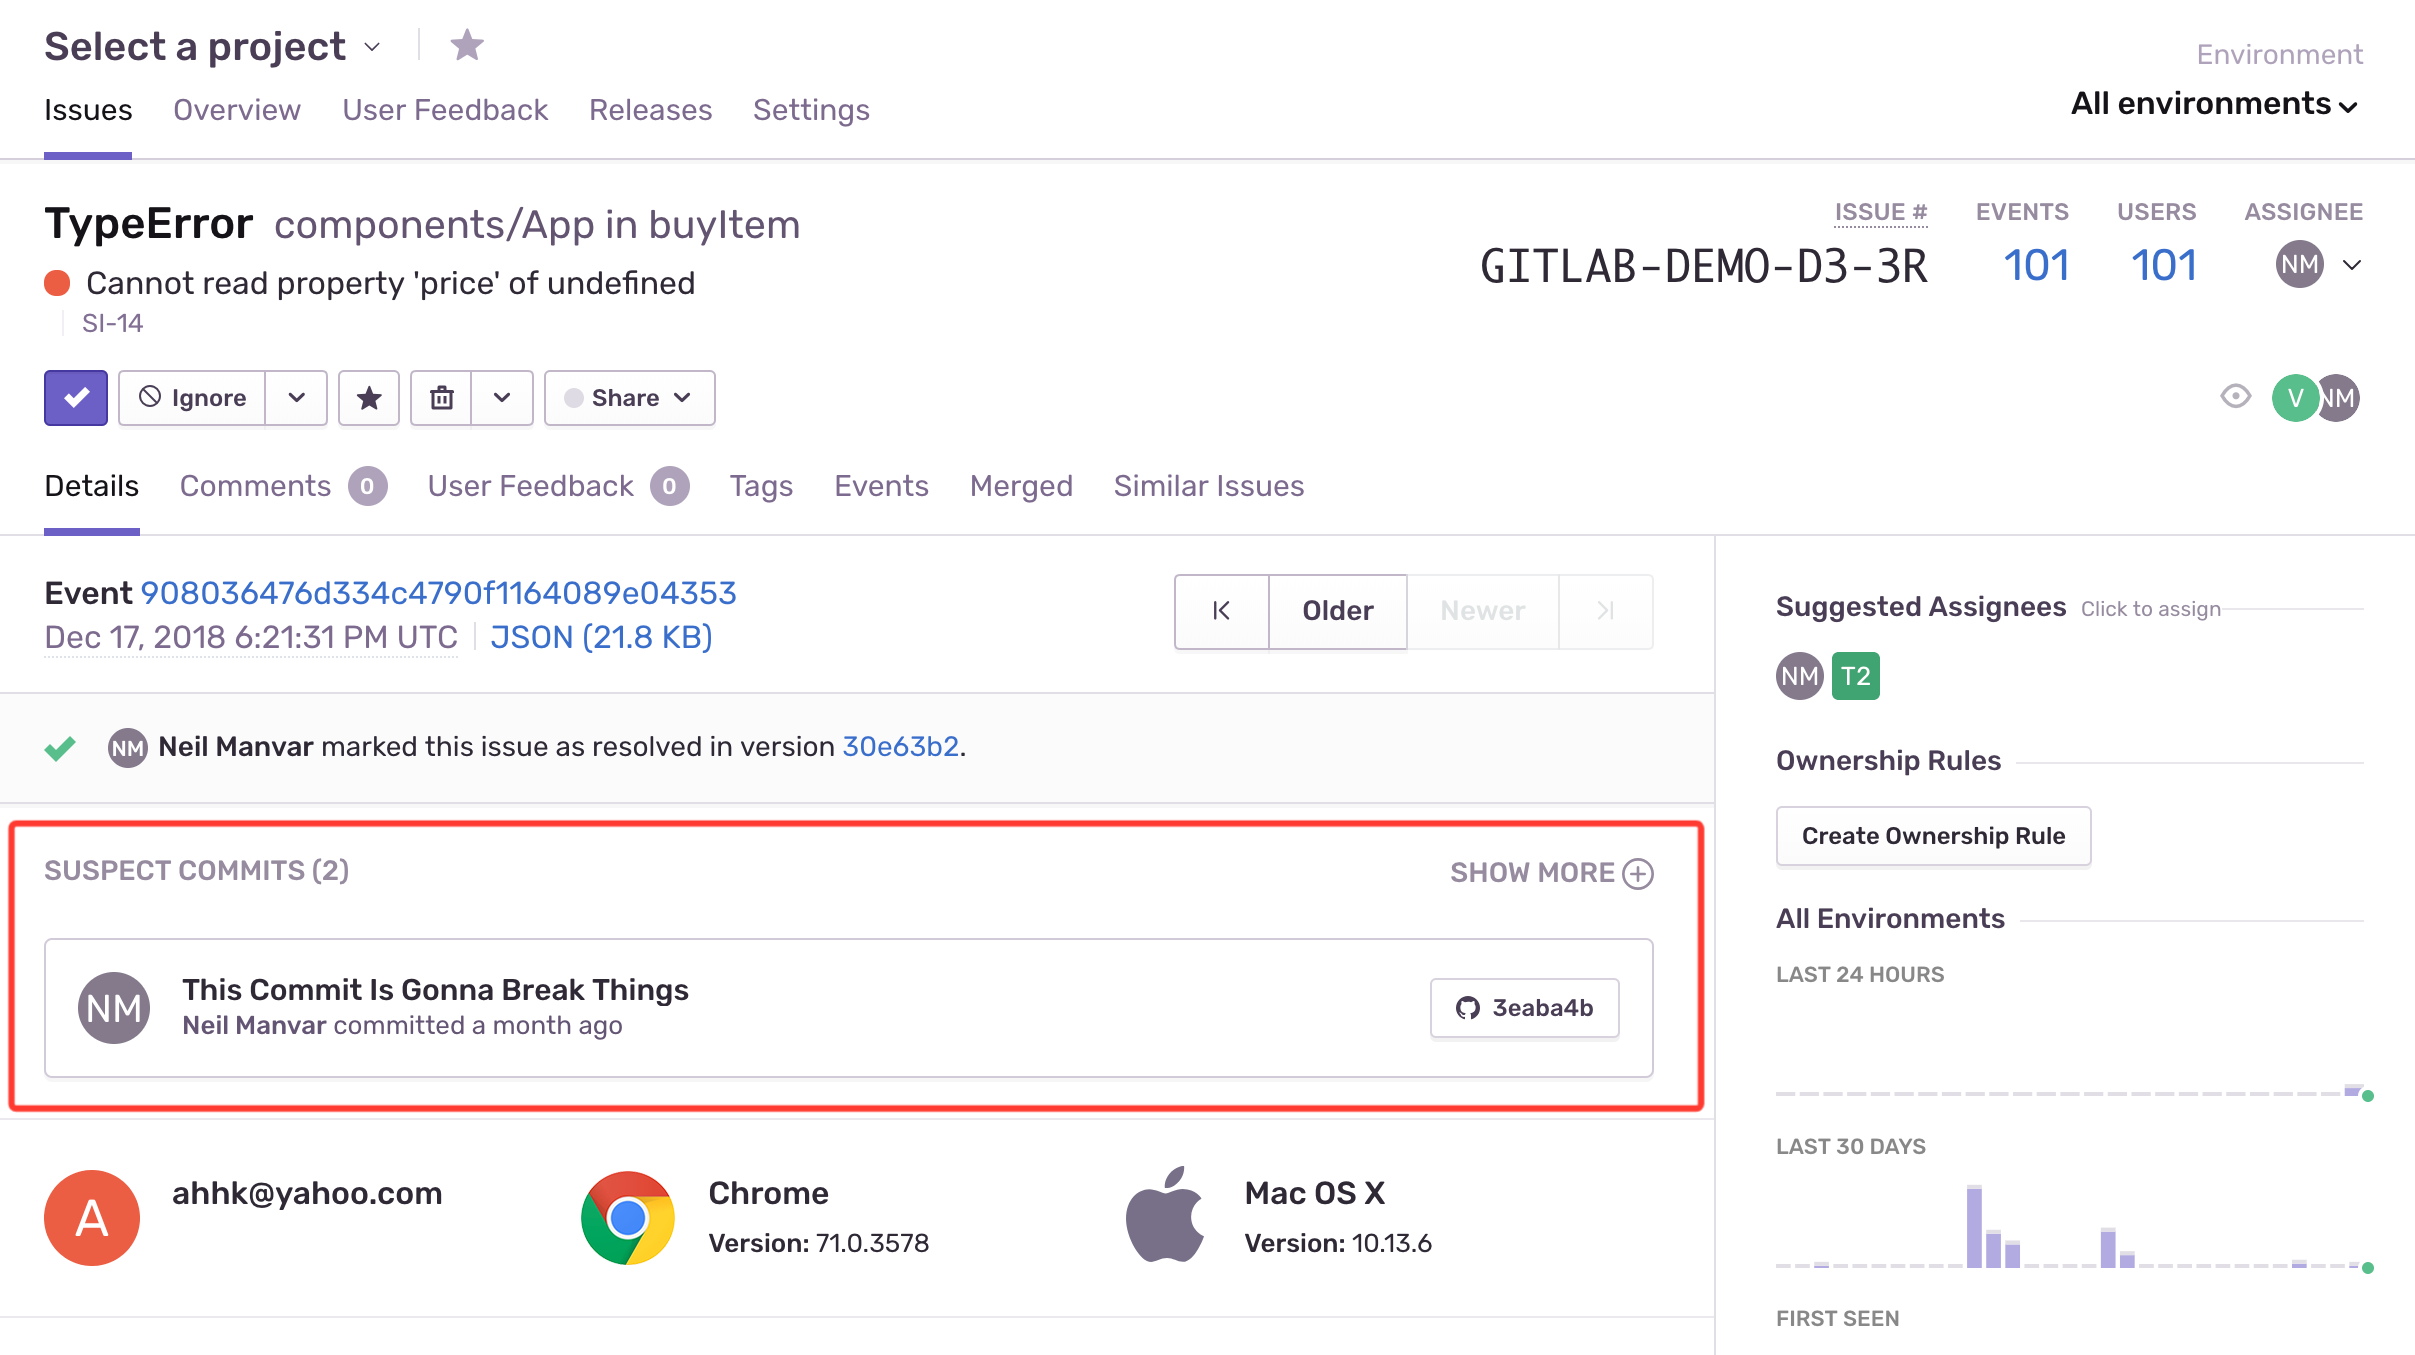 Select a project
Environment
All environments
Issues Overview User Feedback Releases Settings
TypeError components/App in buyItem
ISSUE # EVENTS USERS ASSIGNEE
GITLAB-DEMO-D3-3R 101 101 NM
Cannot read property 'price' of undefined
SI-14
Ignore Share
V NM
Details Comments 0 User Feedback 0 Tags Events Merged Similar Issues
Event 908036476d334c4790f1164089e04353
Dec 17, 2018 6:21:31 PM UTC JSON (21.8 KB)
Older Newer
NM Neil Manvar marked this issue as resolved in version 30e63b2.
SUSPECT COMMITS (2)
SHOW MORE
NM
This Commit Is Gonna Break Things
Neil Manvar committed a month ago
3eaba4b
A
ahhk@yahoo.com
Chrome
Version: 71.0.3578
Mac OS X
Version: 10.13.6
Suggested Assignees Click to assign
NM T2
Ownership Rules
Create Ownership Rule
All Environments
LAST 24 HOURS
LAST 30 DAYS
FIRST SEEN